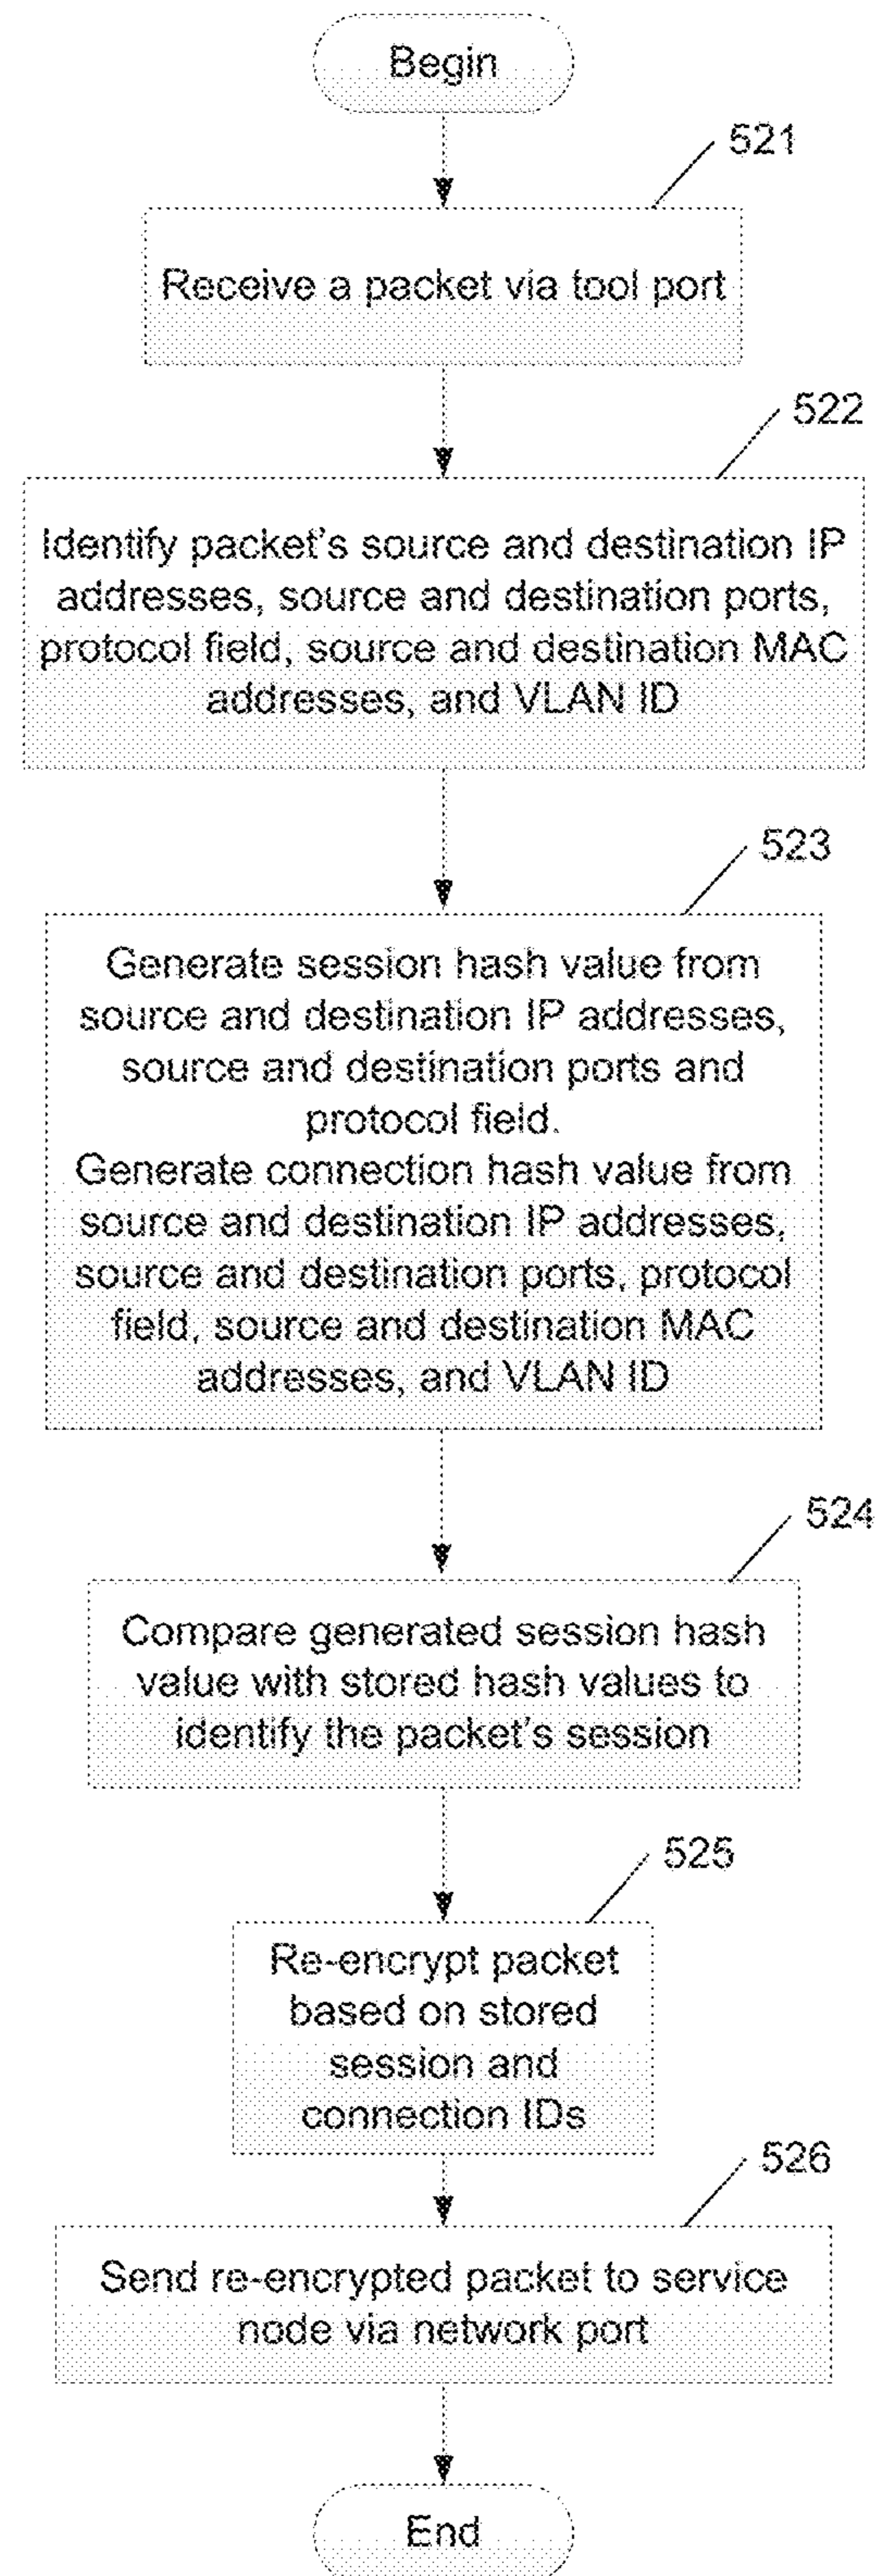 Begin
521
Receive a packet via tool port
522
Identify packet's source and destination IP
addresses, source and destination ports,
protocol field, source and destination MAC
addresses, and VLAN ID
523
Generate session hash value from
source and destination IP addresses,
source and destination ports and
protocol field.
Generate connection hash value from
source and destination IP addresses,
source and destination ports, protocol
field, source and destination MAC
addresses, and VLAN ID
524
Compare generated session hash
value with stored hash values to
identify the packet's session
525
Re-encrypt packet
based on stored
session and
connection IDs
526
Send re-encrypted packet to service
node via network port
End